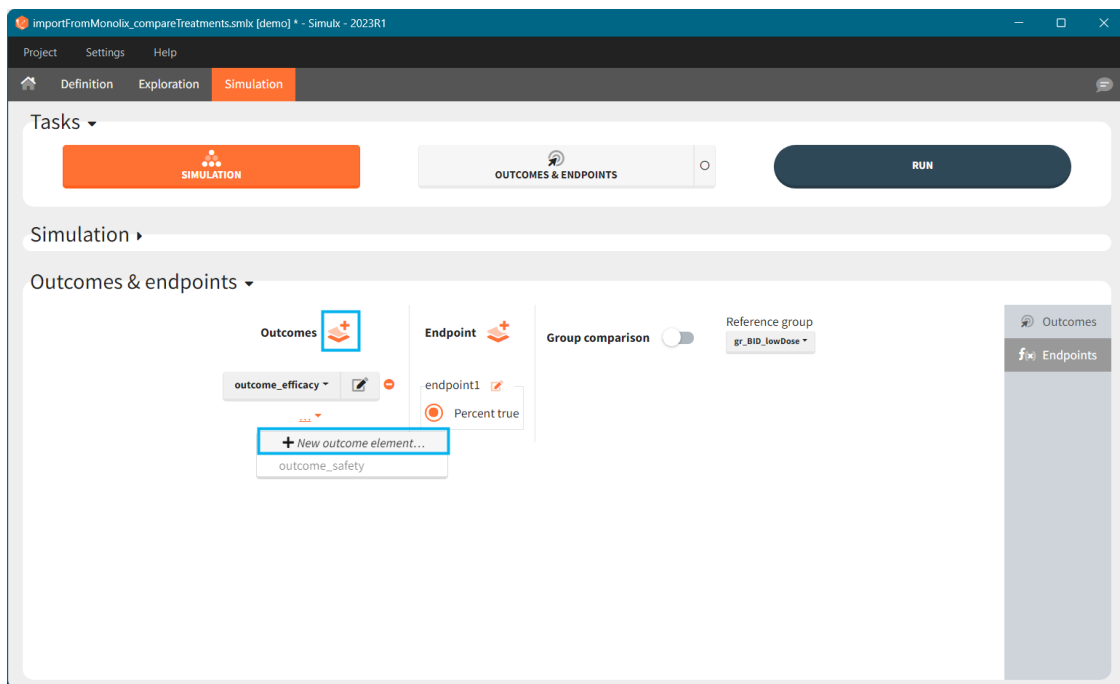 importFromMonolix_compareTreatments.smlx [demo] * - Simulx - 2023R1
Project Settings Help
Definition Exploration Simulation
Tasks
SIMULATION OUTCOMES & ENDPOINTS RUN
Simulation
Outcomes & endpoints
Outcomes Endpoint Group comparison Reference group
gr_BID_lowDose
Outcomes
f(x) Endpoints
outcome_efficacy endpoint1
Percent true
...
+ New outcome element...
outcome_safety